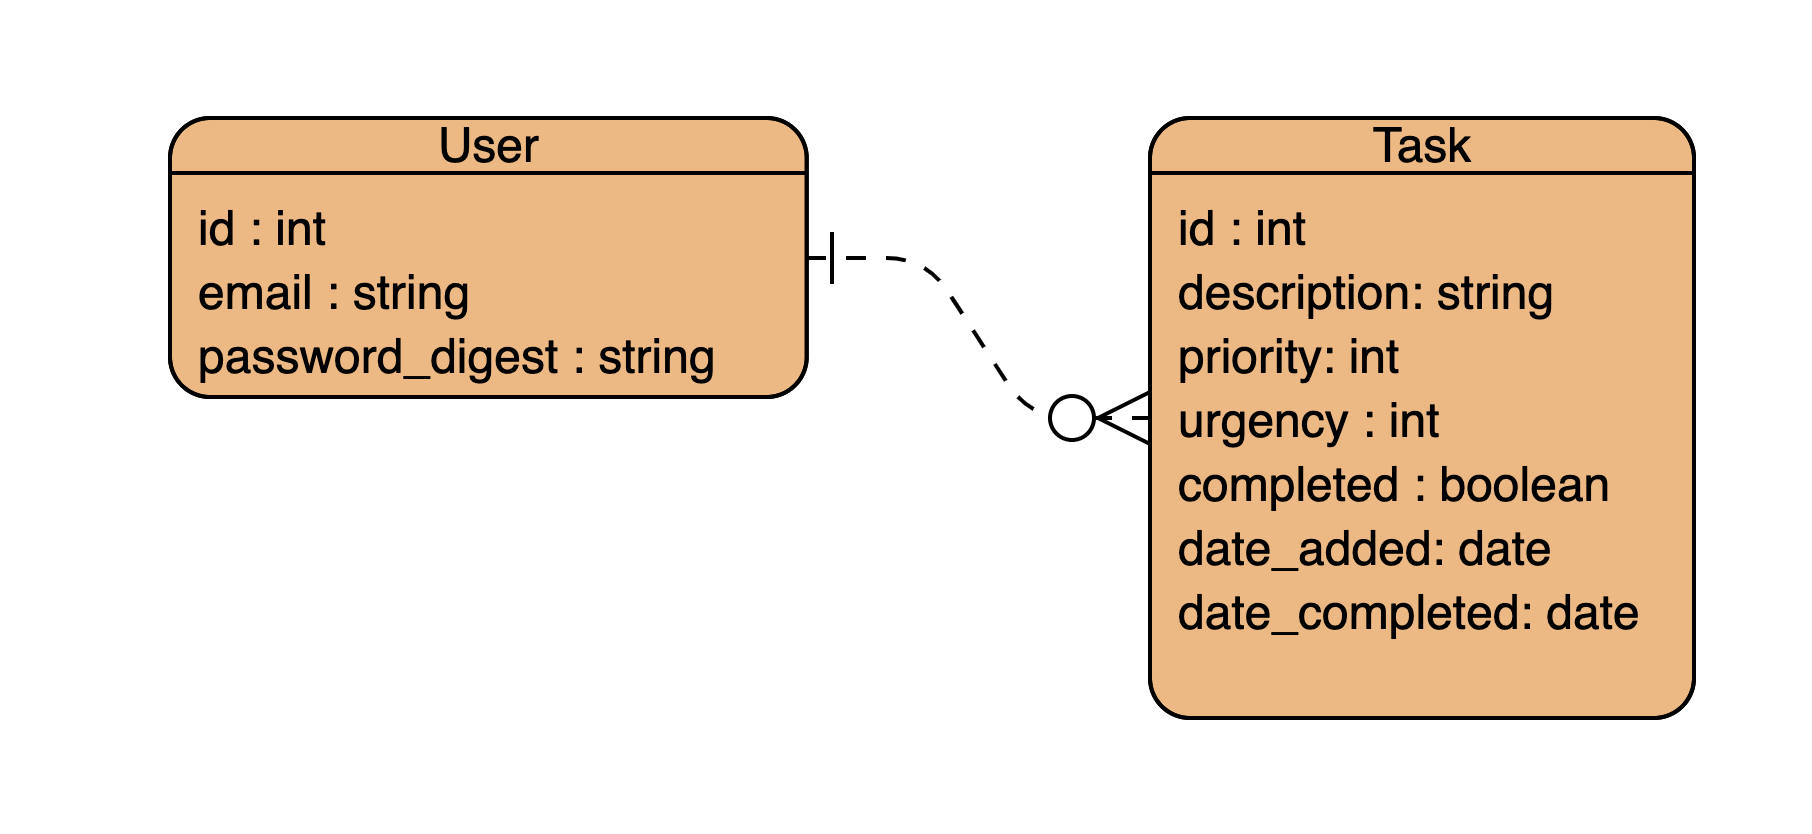 User
id : int
email : string
password_digest : string
Task
id : int
description: string
priority: int
urgency : int
completed : boolean
date_added: date
date_completed: date